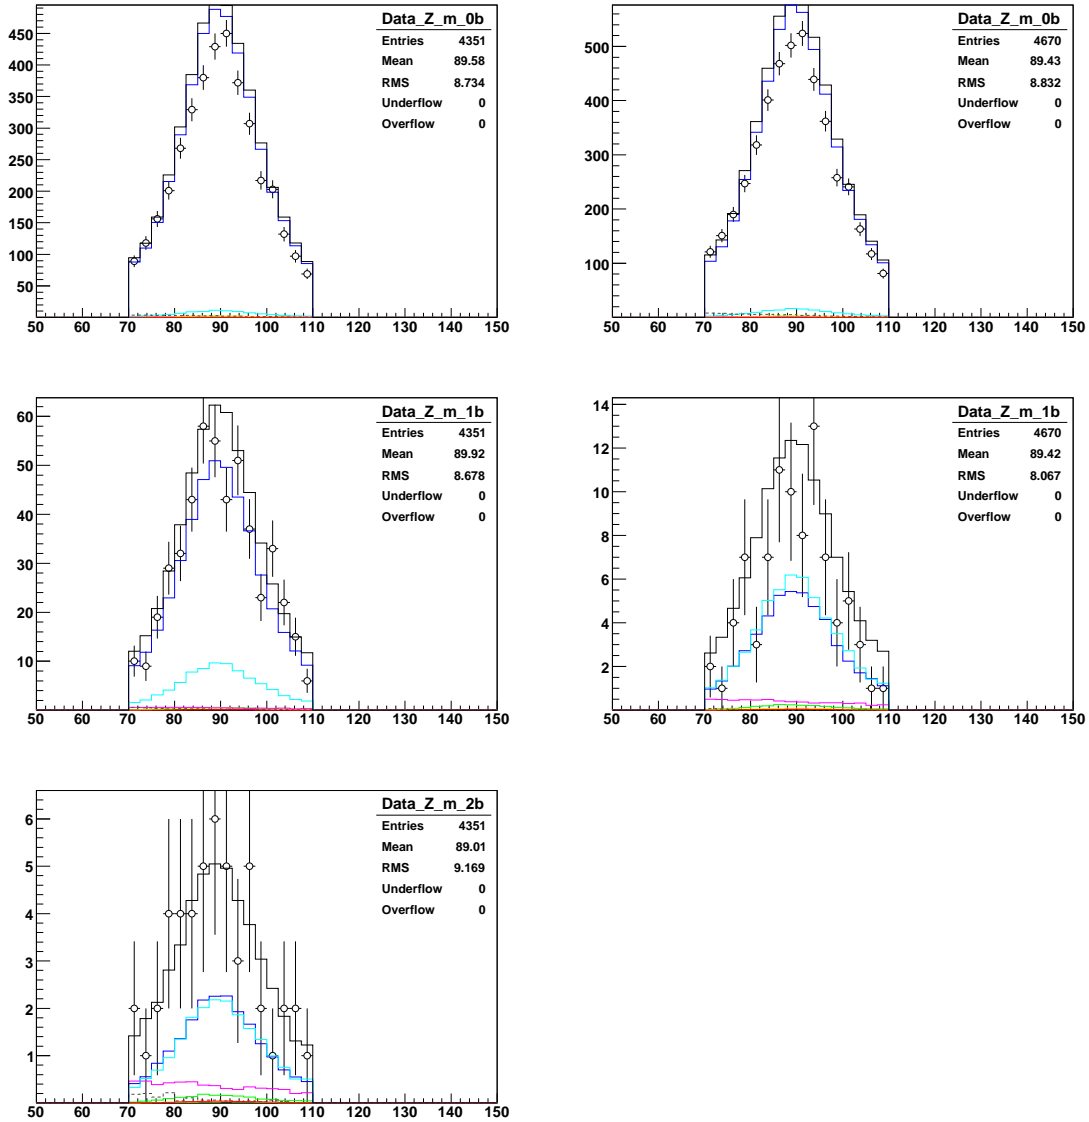 Data_Z_m_0b
Entries 4351
Mean 89.58
RMS 8.734
Underflow 0
Overflow 0
450
400
350
300
250
200
150
100
50
50 60 70 80 90 100 110 120 130 140 150
Data_Z_m_0b
Entries 4670
Mean 89.43
RMS 8.832
Underflow 0
Overflow 0
500
400
300
200
100
50 60 70 80 90 100 110 120 130 140 150
Data_Z_m_1b
Entries 4351
Mean 89.92
RMS 8.678
Underflow 0
Overflow 0
60
50
40
30
20
10
50 60 70 80 90 100 110 120 130 140 150
Data_Z_m_1b
Entries 4670
Mean 89.42
RMS 8.067
Underflow 0
Overflow 0
14
12
10
8
6
4
2
50 60 70 80 90 100 110 120 130 140 150
Data_Z_m_2b
Entries 4351
Mean 89.01
RMS 9.169
Underflow 0
Overflow 0
6
5
4
3
2
1
50 60 70 80 90 100 110 120 130 140 150